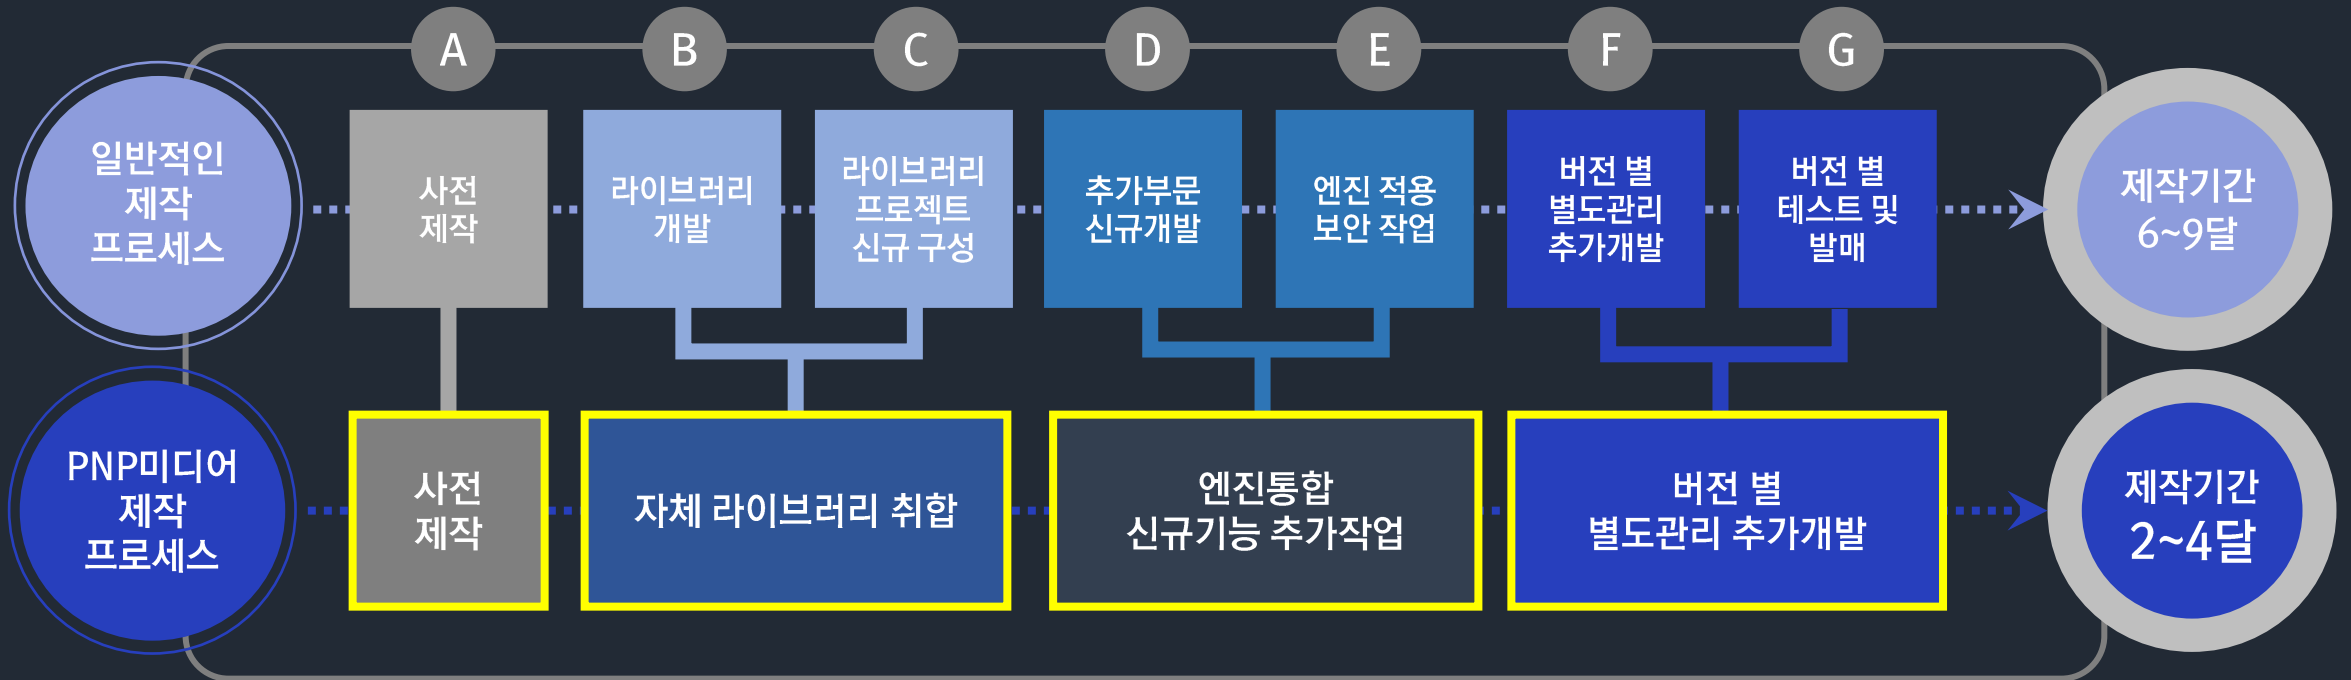 A
B
C
D
E
F
G
일반적인
제작
프로세스
사전
제작
라이브러리
개발
라이브러리
프로젝트
신규 구성
추가부문
신규개발
엔진 적용
보안 작업
버전 별
별도관리
추가개발
버전 별
테스트 및
발매
제작기간
6~9달
PNP미디어
제작
프로세스
사전
제작
자체 라이브러리 취합
엔진통합
신규기능 추가작업
버전 별
별도관리 추가개발
제작기간
2~4달